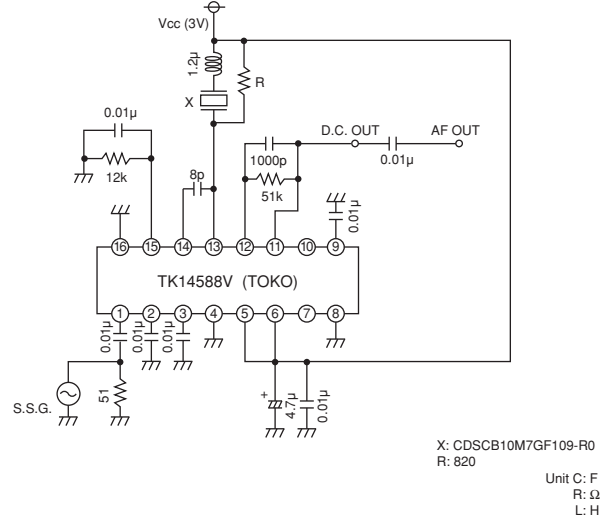 Vcc (3V)
1.2μ
R
X
0.01μ
12k
8p
1000p
51k
D.C. OUT
0.01μ
AF OUT
0.01μ
16 15 14 13 12 11 10 9
TK14588V (TOKO)
1 2 3 4 5 6 7 8
0.01μ
0.01μ
0.01μ
S.S.G.
51
+
4.7μ
0.01μ
X: CDSCB10M7GF109-R0
R: 820
Unit C: F
R: Ω
L: H